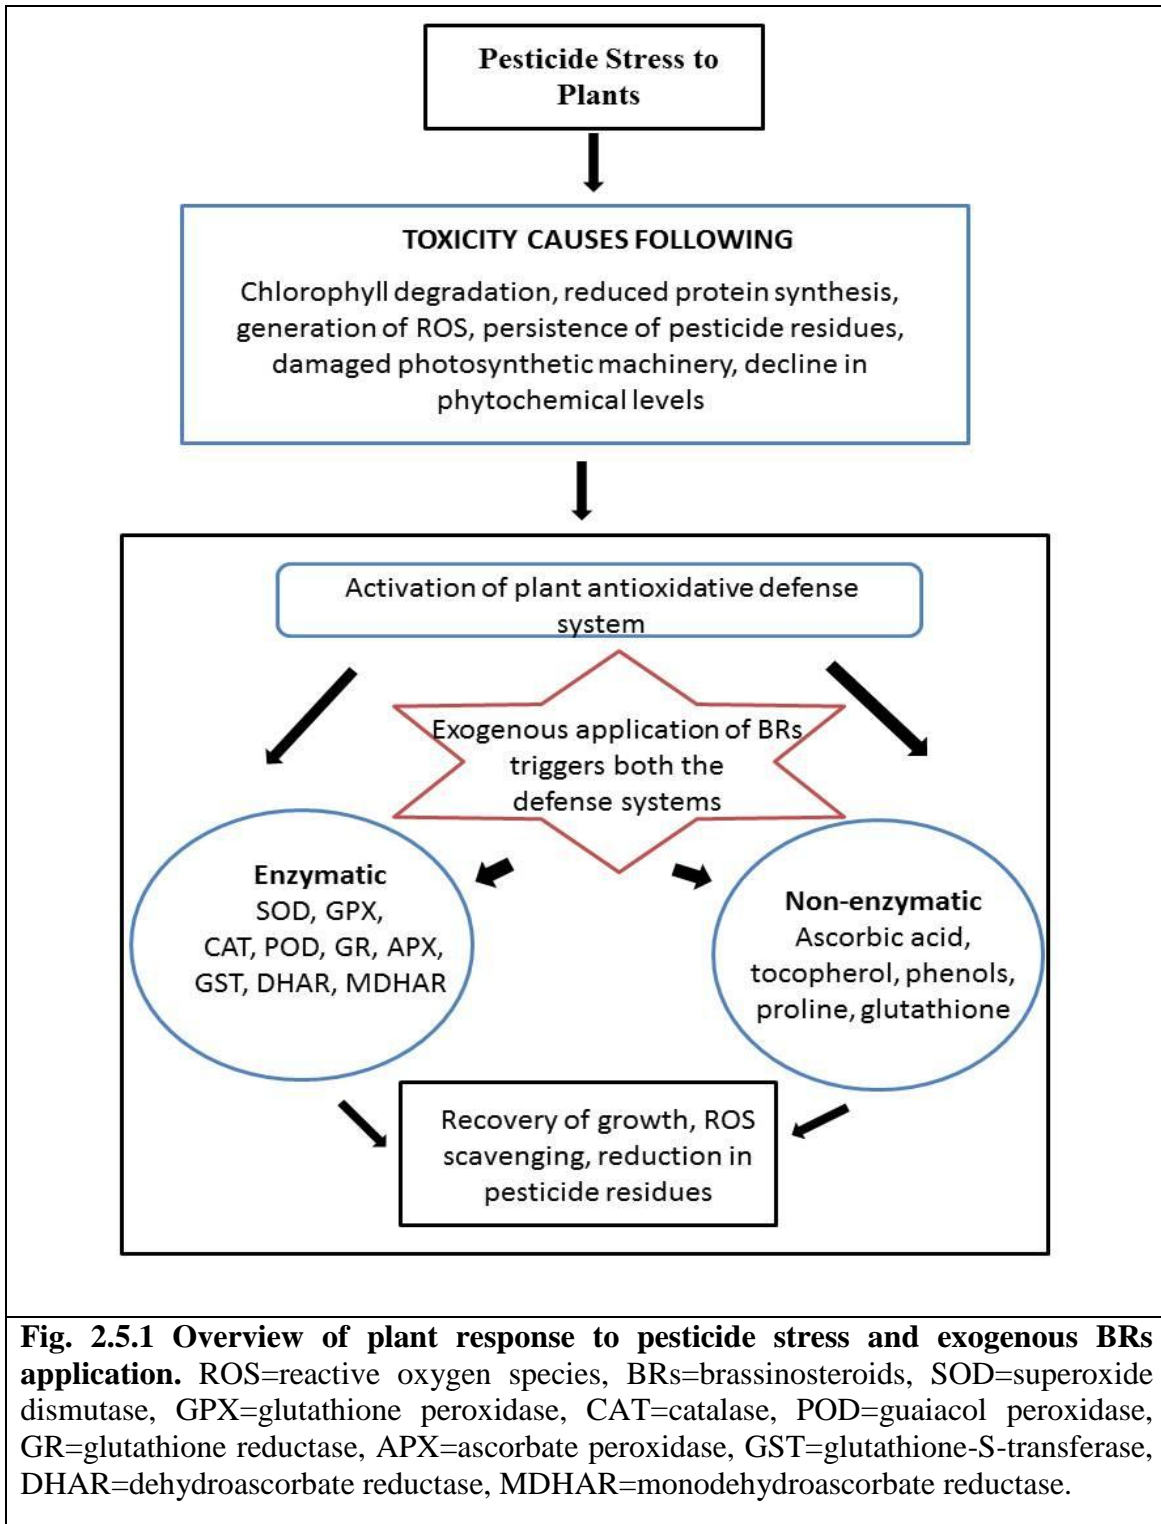 Pesticide Stress to
Plants
TOXICITY CAUSES FOLLOWING
Chlorophyll degradation, reduced protein synthesis,
generation of ROS, persistence of pesticide residues,
damaged photosynthetic machinery, decline in
phytochemical levels
Activation of plant antioxidative defense
system
Exogenous application of BRs
triggers both the
defense systems
Enzymatic
SOD, GPX,
CAT, POD, GR, APX,
GST, DHAR, MDHAR
Non-enzymatic
Ascorbic acid,
tocopherol, phenols,
proline, glutathione
Recovery of growth, ROS
scavenging, reduction in
pesticide residues
Fig. 2.5.1 Overview of plant response to pesticide stress and exogenous BRs
application. ROS=reactive oxygen species, BRs=brassinosteroids, SOD=superoxide
dismutase, GPX=glutathione peroxidase, CAT=catalase, POD=guaiacol peroxidase,
GR=glutathione reductase, APX=ascorbate peroxidase, GST=glutathione-S-transferase,
DHAR=dehydroascorbate reductase, MDHAR=monodehydroascorbate reductase.